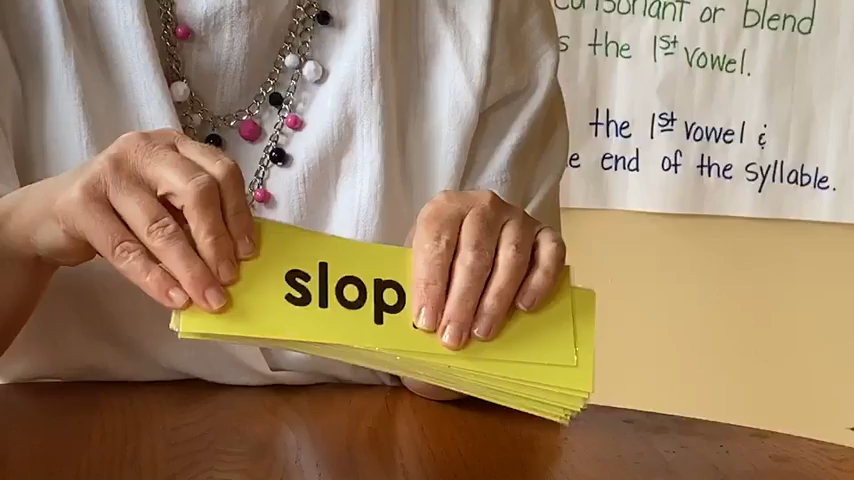 consonant or blend
s the 1st vowel.
the 1st vowel &
e end of the syllable.
slop